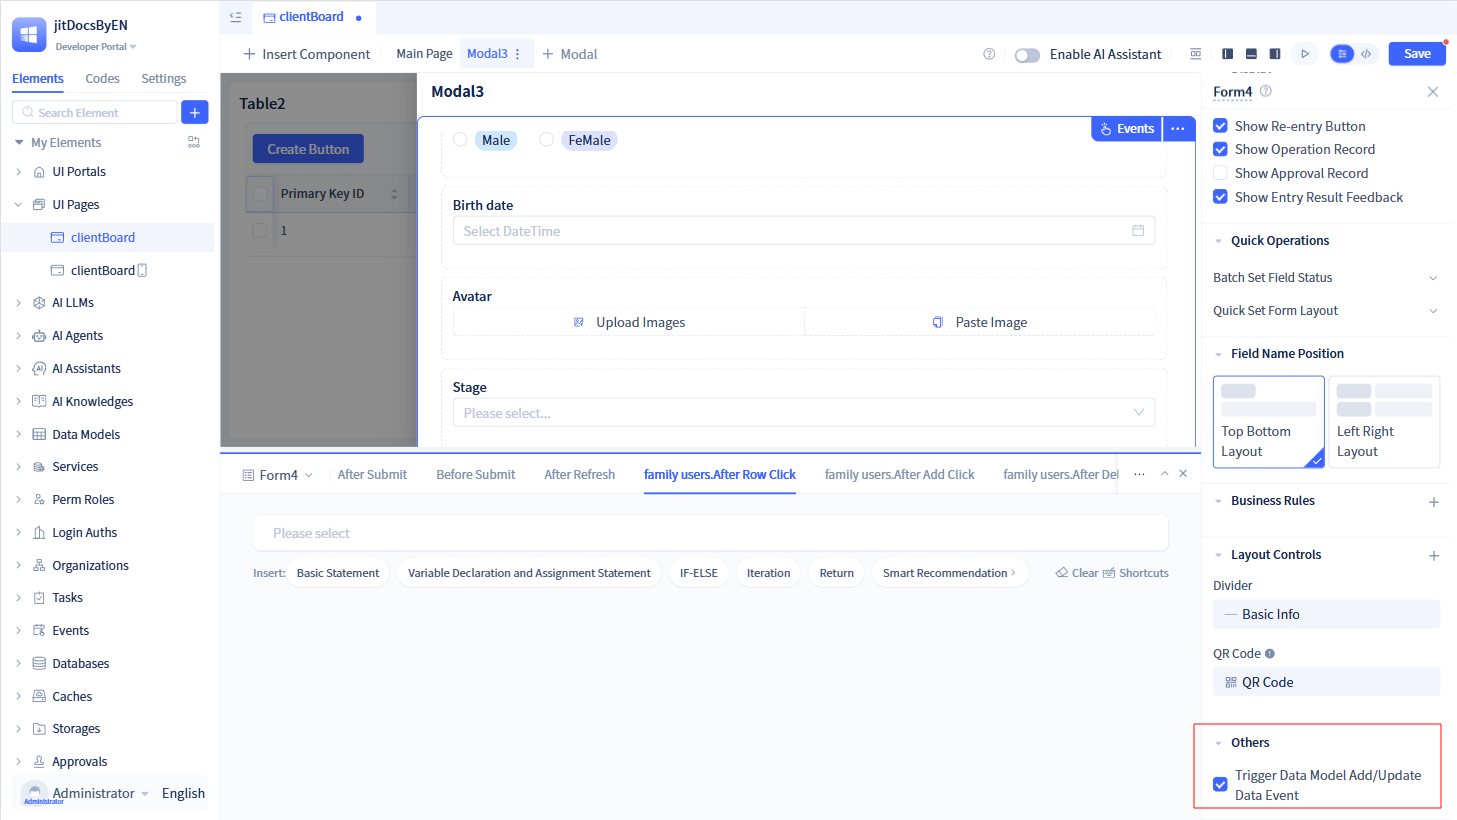 jitDocsByEN
Developer Portal
Elements
Codes
Settings
Search Element
My Elements
UI Portals
UI Pages
clientBoard
clientBoard
AI LLMs
AI Agents
AI Assistants
AI Knowledges
Data Models
Services
Perm Roles
Login Auths
Organizations
Tasks
Events
Databases
Caches
Storages
Approvals
Administrator
Administrator
English
clientBoard
Insert Component
Main Page
Modal3
Modal
Enable AI Assistant
Save
Table2
Create Button
Primary Key ID
1
Modal3
Events
Male
FeMale
Birth date
Select DateTime
Avatar
Upload Images
Paste Image
Stage
Please select...
Form4
After Submit
Before Submit
After Refresh
family users.After Row Click
family users.After Add Click
family users.After Del
Please select
Insert:
Basic Statement
Variable Declaration and Assignment Statement
IF-ELSE
Iteration
Return
Smart Recommendation
Clear
Shortcuts
Form4
Show Re-entry Button
Show Operation Record
Show Approval Record
Show Entry Result Feedback
Quick Operations
Batch Set Field Status
Quick Set Form Layout
Field Name Position
Top Bottom
Layout
Left Right
Layout
Business Rules
Layout Controls
Divider
Basic Info
QR Code
QR Code
Others
Trigger Data Model Add/Update
Data Event